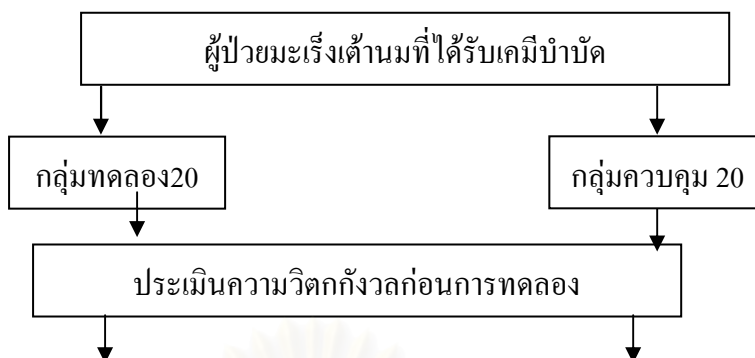 ผู้ป่วยมะเร็งเต้านมที่ได้รับเคมีบำบัด
กลุ่มทดลอง20
กลุ่มควบคุม 20
ประเมินความวิตกกังวลก่อนการทดลอง